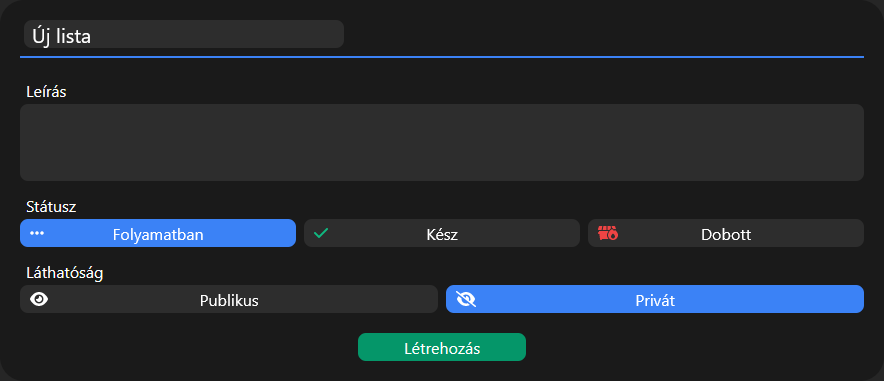 Új lista
Leírás
Státusz
Folyamatban Kész Dobott
Láthatóság
Publikus Privát
Létrehozás